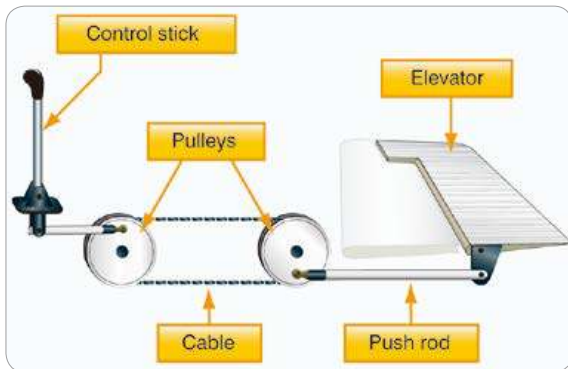 Control stick
Elevator
Pulleys
Cable
Push rod